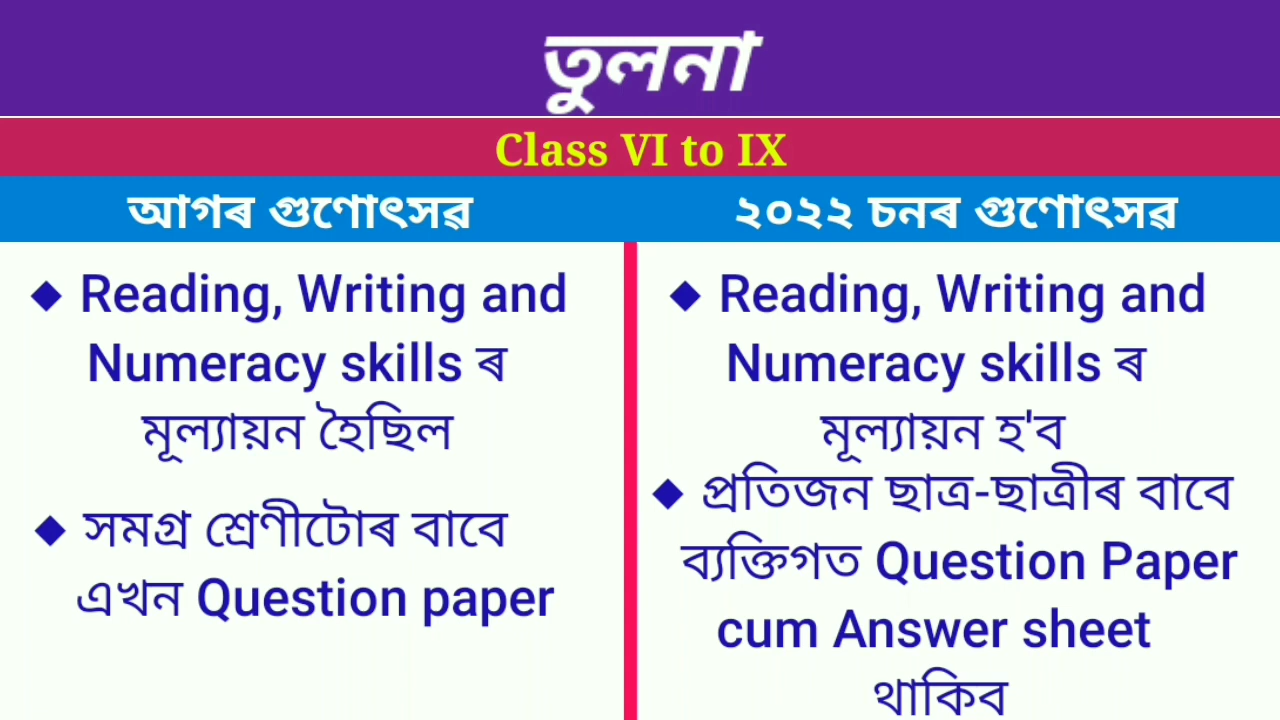 তুলনা
Class VI to IX
আগৰ গুণোৎসৱ
◆ Reading, Writing and
Numeracy skills ৰ
মূল্যায়ন হৈছিল
◆ সমগ্ৰ শ্ৰেণীটোৰ বাবে
এখন Question paper
২০২২ চনৰ গুণোৎসৱ
◆ Reading, Writing and
Numeracy skills ৰ
মূল্যায়ন হ'ব
◆ প্ৰতিজন ছাত্ৰ-ছাত্ৰীৰ বাবে
ব্যক্তিগত Question Paper
cum Answer sheet
থাকিব